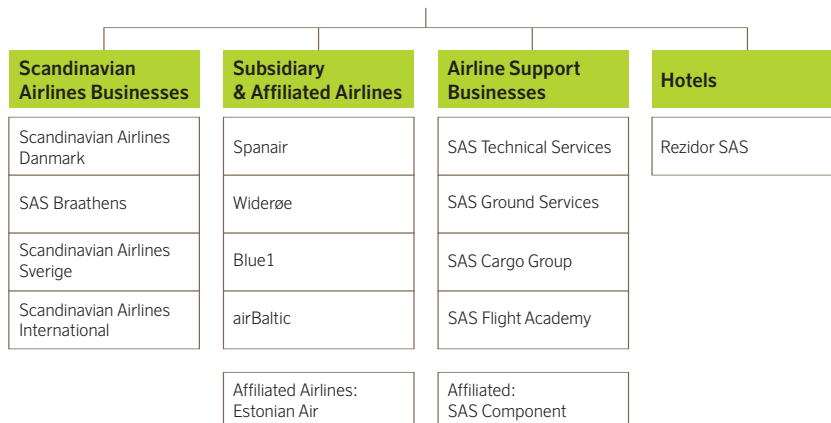 Scandinavian
Airlines Businesses
Scandinavian Airlines
Danmark
SAS Braathens
Scandinavian Airlines
Sverige
Scandinavian Airlines
International
Subsidiary
& Affiliated Airlines
Spanair
Widerøe
Blue1
airBaltic
Affiliated Airlines:
Estonian Air
Airline Support
Businesses
SAS Technical Services
SAS Ground Services
SAS Cargo Group
SAS Flight Academy
Affiliated:
SAS Component
Hotels
Rezidor SAS